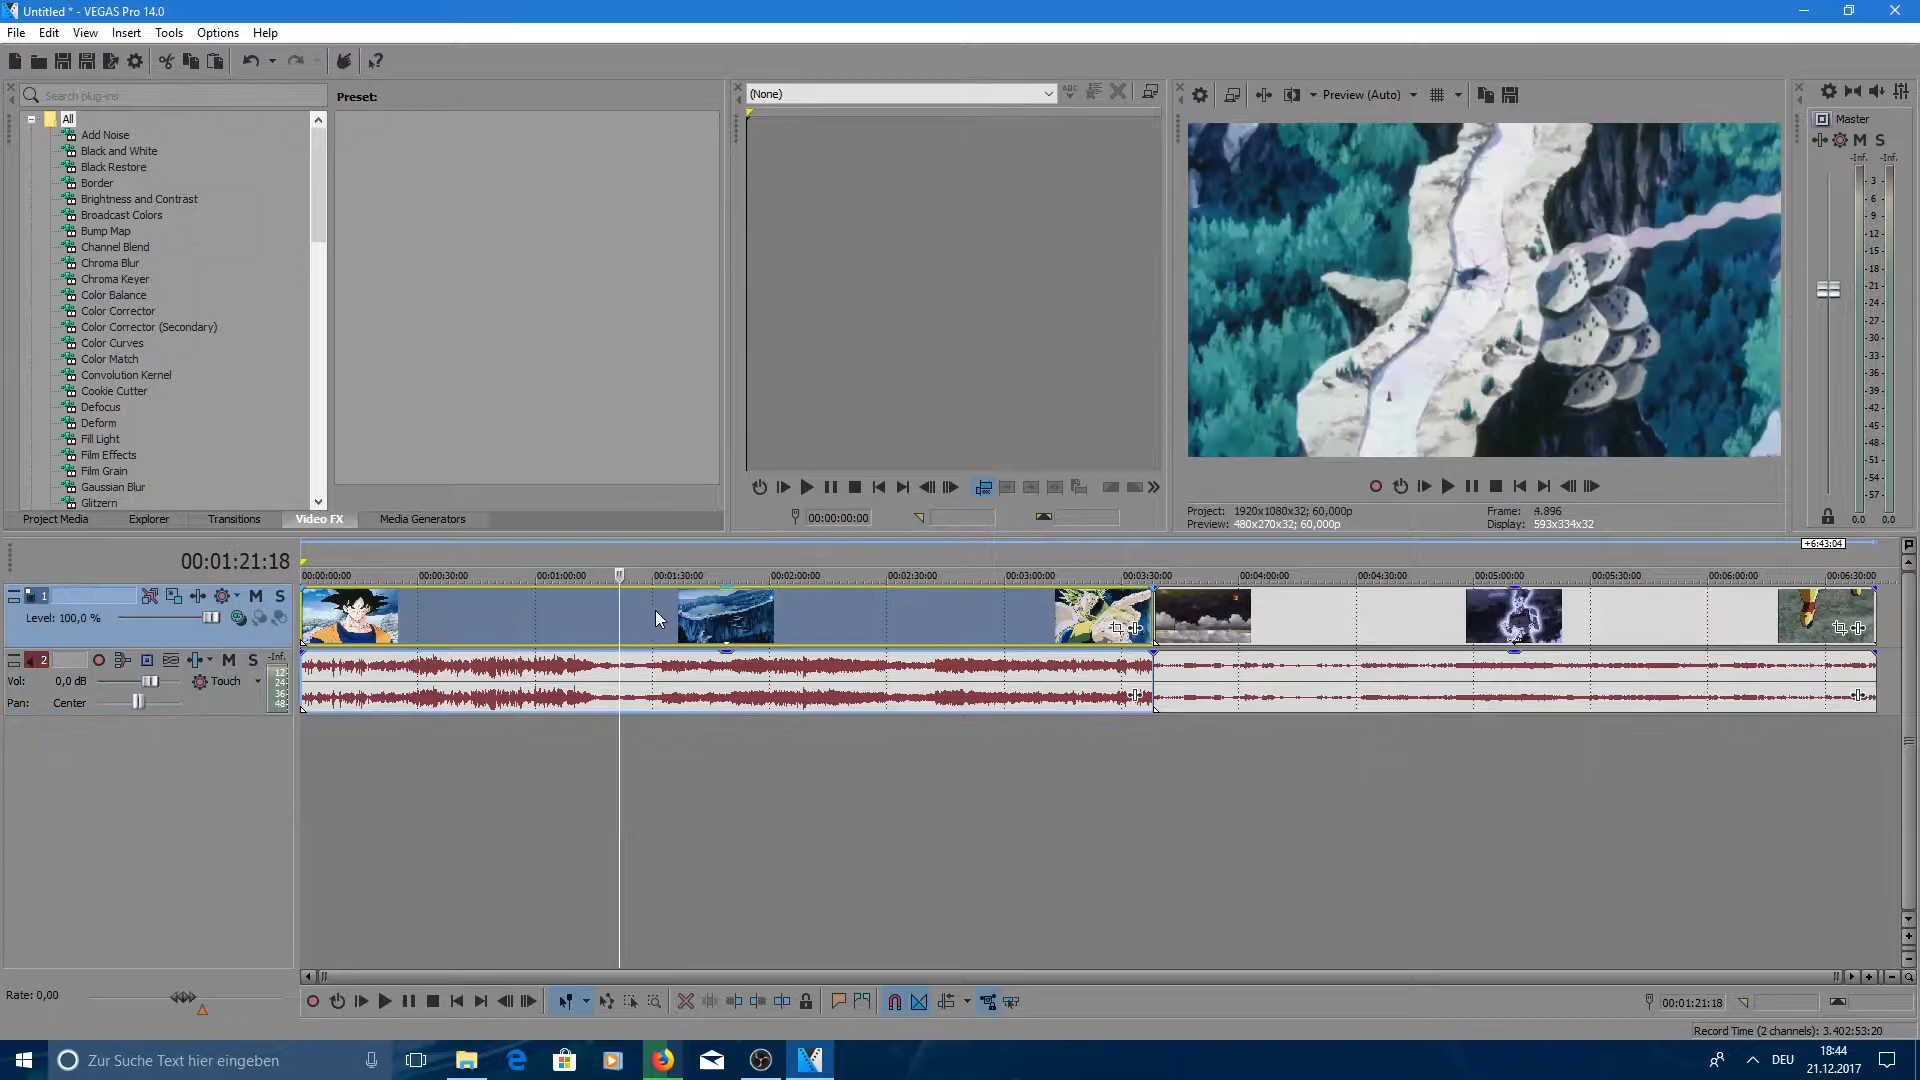 Untitled * - VEGAS Pro 14.0
File Edit View Insert Tools Options Help
Search plug-ins
Preset:
(None)
Preview (Auto)
All
Add Noise
Black and White
Black Restore
Border
Brightness and Contrast
Broadcast Colors
Bump Map
Channel Blend
Chroma Blur
Chroma Keyer
Color Balance
Color Corrector
Color Corrector (Secondary)
Color Curves
Color Match
Convolution Kernel
Cookie Cutter
Defocus
Deform
Fill Light
Film Effects
Film Grain
Gaussian Blur
Glitzern
Project Media Explorer Transitions Video FX Media Generators
00:00:00:00
Project: 1920x1080x32; 60,000p
Preview: 480x270x32; 60,000p
Frame: 4.896
Display: 593x334x32
Master
M S
-Inf. -Inf.
3
6
9
12
15
18
21
24
27
30
33
36
39
42
45
48
51
54
57
0,0 0,0
+6:43:04
00:01:21:18
00:00:00:00 00:00:30:00 00:01:00:00 00:01:30:00 00:02:00:00 00:02:30:00 00:03:00:00 00:03:30:00 00:04:00:00 00:04:30:00 00:05:00:00 00:05:30:00 00:06:00:00 00:06:30:00
1 M S
Level: 100,0 %
2 M S -Inf.
Vol: 0,0 dB Touch
Pan: Center
12
24
36
48
Rate: 0,00
00:01:21:18
Record Time (2 channels): 3.402:53:20
Zur Suche Text hier eingeben
DEU
18:44
21.12.2017